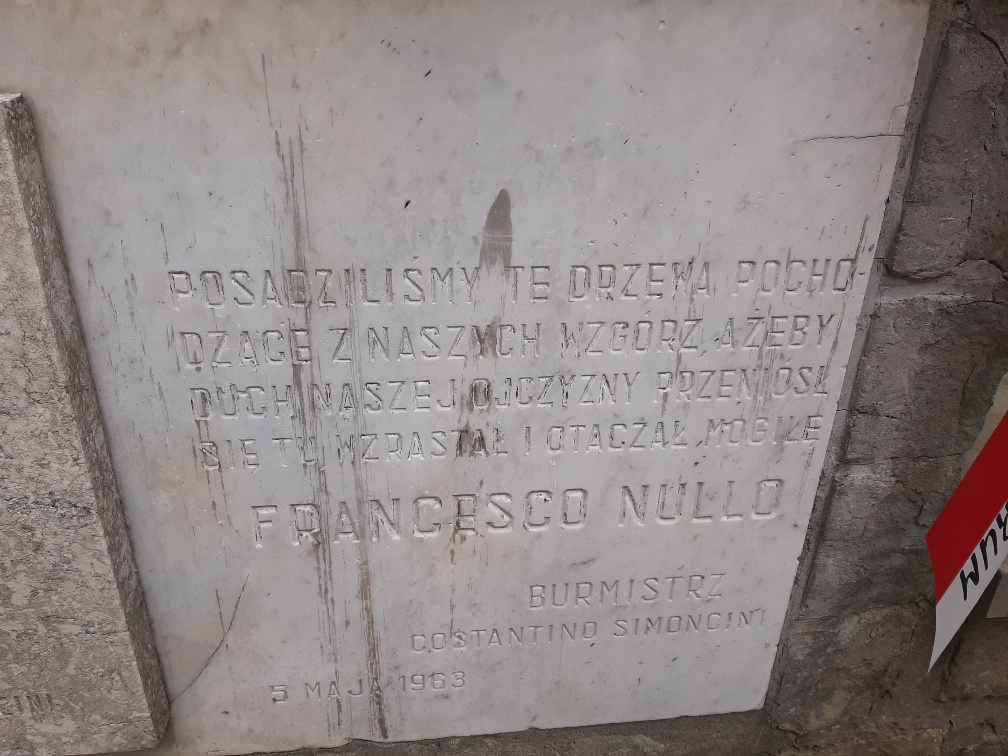 POSADZILIŚMY TE DRZEWA POCHO-
DZĄCE Z NASZYCH WZGÓRZ, AŻEBY
DUCH NASZEJ OJCZYZNY PRZENIÓSŁ
SIĘ TU, WZRASTAŁ I OTACZAŁ MOGIŁĘ
FRANCESCO NULLO
BURMISTRZ
COSTANTINO SIMONCINI
5 MAJA 1963